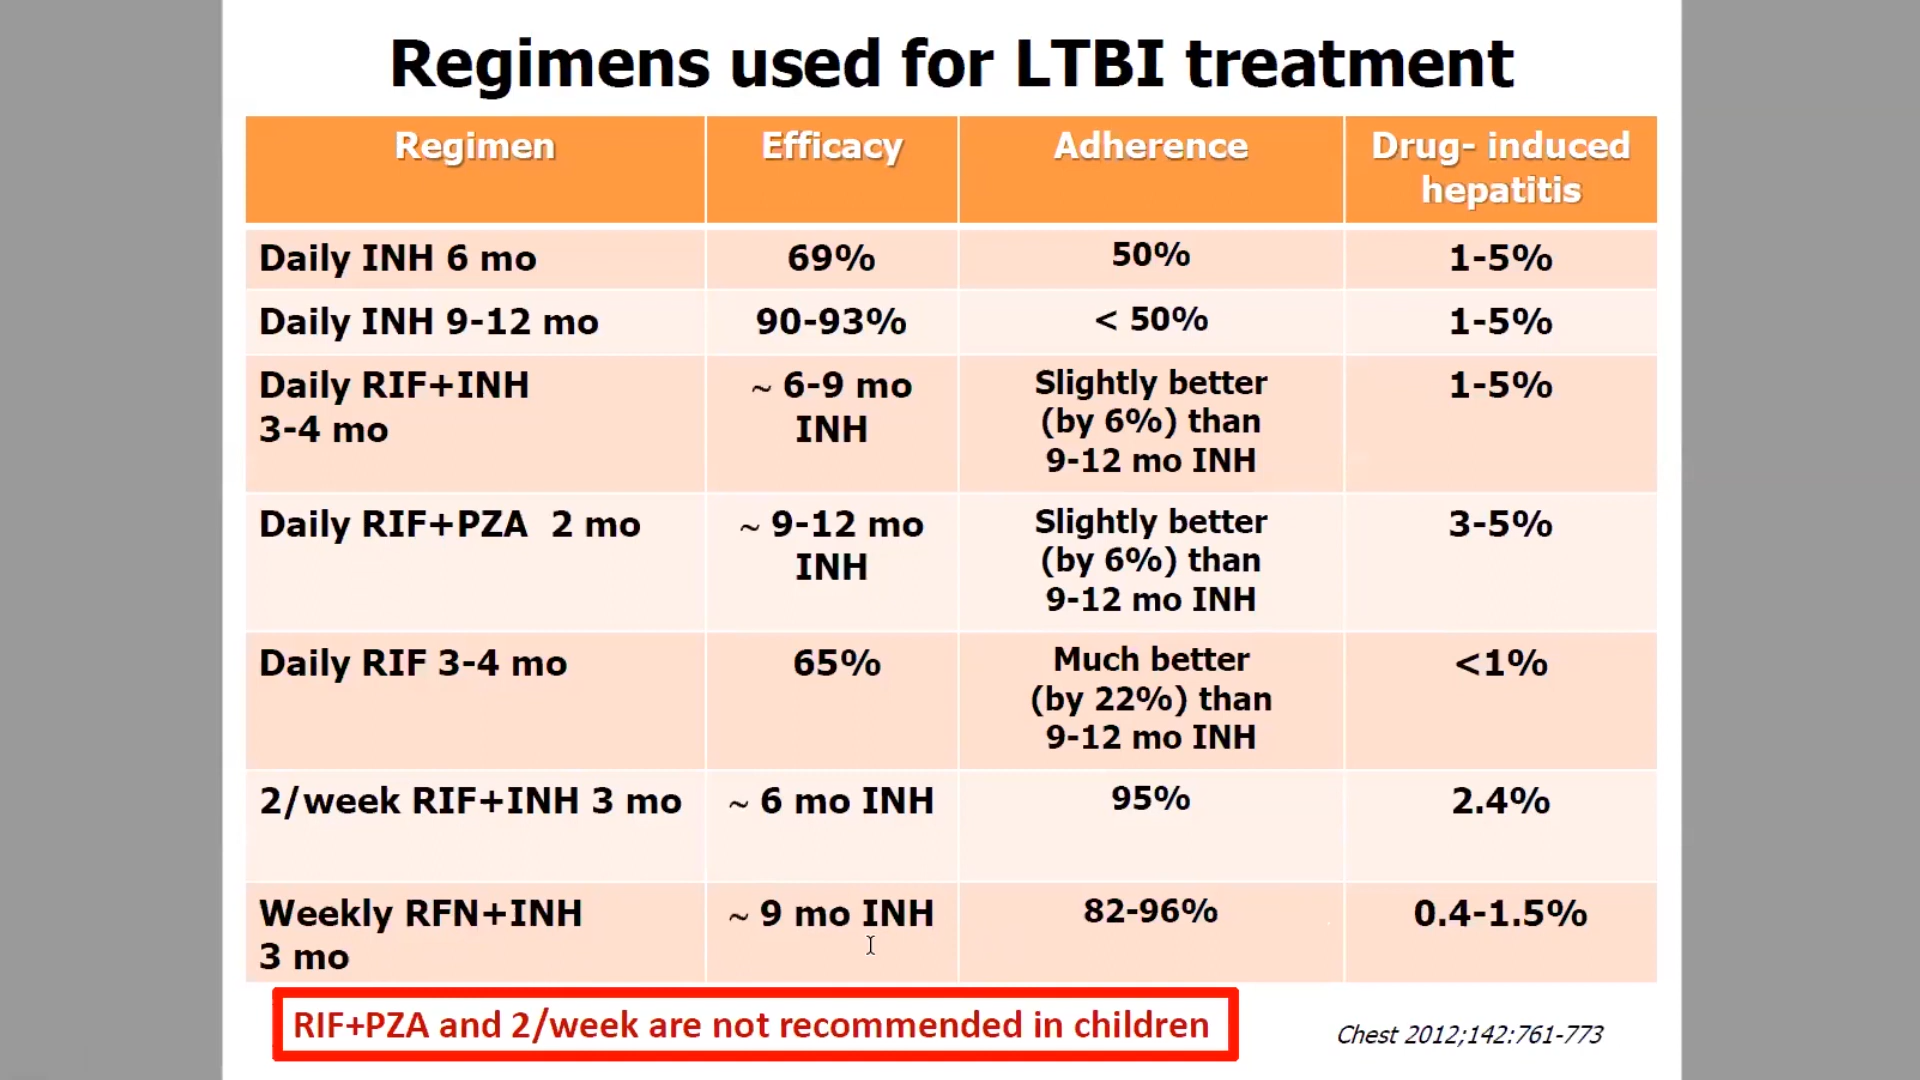 Regimens used for LTBI treatment
Regimen
Efficacy
Adherence
Drug- induced
hepatitis
Daily INH 6 mo
69%
50%
1-5%
Daily INH 9-12 mo
90-93%
< 50%
1-5%
Daily RIF+INH
3-4 mo
~ 6-9 mo
INH
Slightly better
(by 6%) than
9-12 mo INH
1-5%
Daily RIF+PZA 2 mo
~ 9-12 mo
INH
Slightly better
(by 6%) than
9-12 mo INH
3-5%
Daily RIF 3-4 mo
65%
Much better
(by 22%) than
9-12 mo INH
<1%
2/week RIF+INH 3 mo
~ 6 mo INH
95%
2.4%
Weekly RFN+INH
3 mo
~ 9 mo INH
82-96%
0.4-1.5%
RIF+PZA and 2/week are not recommended in children
Chest 2012;142:761-773